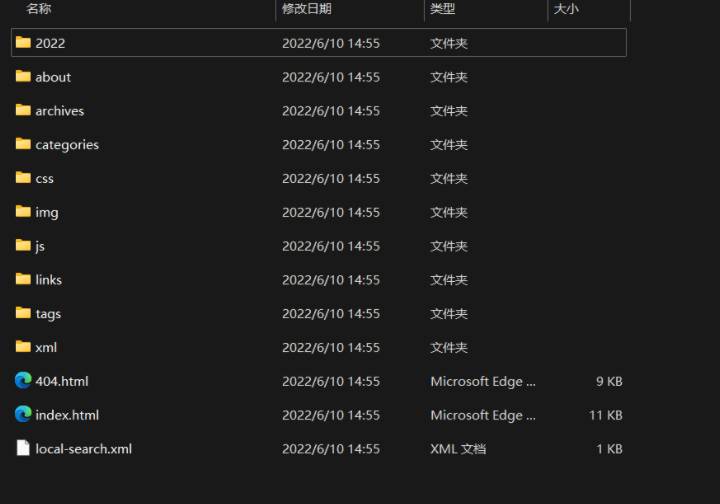 名称 修改日期 类型 大小
2022 2022/6/10 14:55 文件夹
about 2022/6/10 14:55 文件夹
archives 2022/6/10 14:55 文件夹
categories 2022/6/10 14:55 文件夹
css 2022/6/10 14:55 文件夹
img 2022/6/10 14:55 文件夹
js 2022/6/10 14:55 文件夹
links 2022/6/10 14:55 文件夹
tags 2022/6/10 14:55 文件夹
xml 2022/6/10 14:55 文件夹
404.html 2022/6/10 14:55 Microsoft Edge ... 9 KB
index.html 2022/6/10 14:55 Microsoft Edge ... 11 KB
local-search.xml 2022/6/10 14:55 XML 文档 1 KB